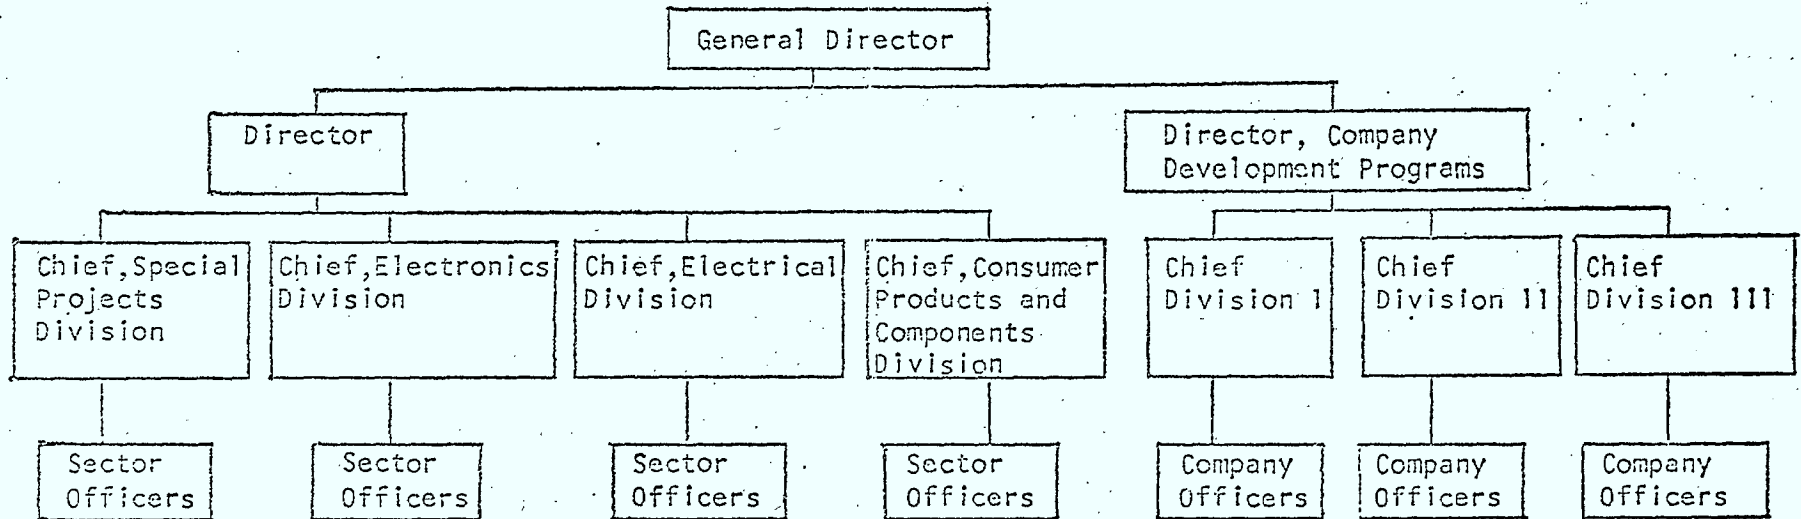 General Director
Director
Director, Company
Development Programs
Chief,Special
Projects
Division
Chief,Electronics
Division
Chief,Electrical
Division
Chief,Consumer
Products and
Components
Division
Chief
Division I
Chief
Division II
Chief
Division III
Sector
Officers
Sector
Officers
Sector
Officers
Sector
Officers
Company
Officers
Company
Officers
Company
Officers